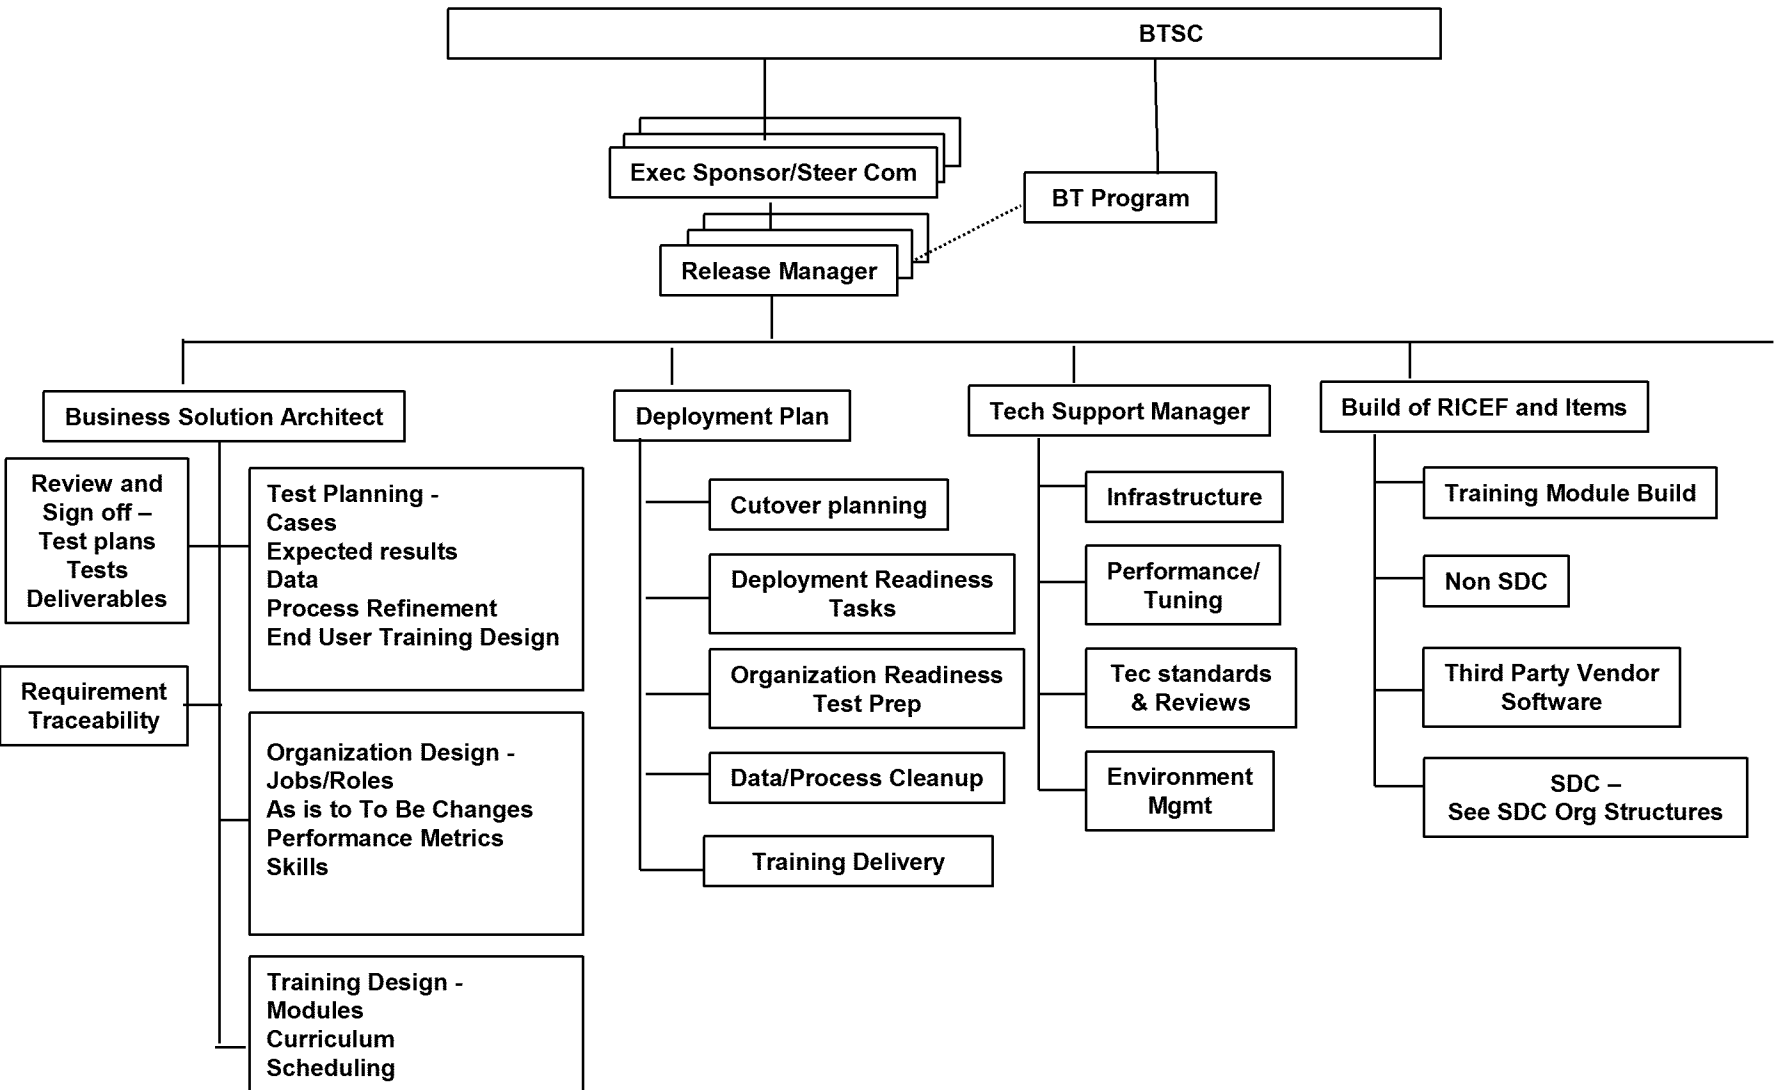 BTSC
Exec Sponsor/Steer Com
BT Program
Release Manager
Business Solution Architect
Review and
Sign off –
Test plans
Tests
Deliverables
Requirement
Traceability
Test Planning -
Cases
Expected results
Data
Process Refinement
End User Training Design
Organization Design -
Jobs/Roles
As is to To Be Changes
Performance Metrics
Skills
Training Design -
Modules
Curriculum
Scheduling
Deployment Plan
Cutover planning
Deployment Readiness
Tasks
Organization Readiness
Test Prep
Data/Process Cleanup
Training Delivery
Tech Support Manager
Infrastructure
Performance/
Tuning
Tec standards
& Reviews
Environment
Mgmt
Build of RICEF and Items
Training Module Build
Non SDC
Third Party Vendor
Software
SDC –
See SDC Org Structures